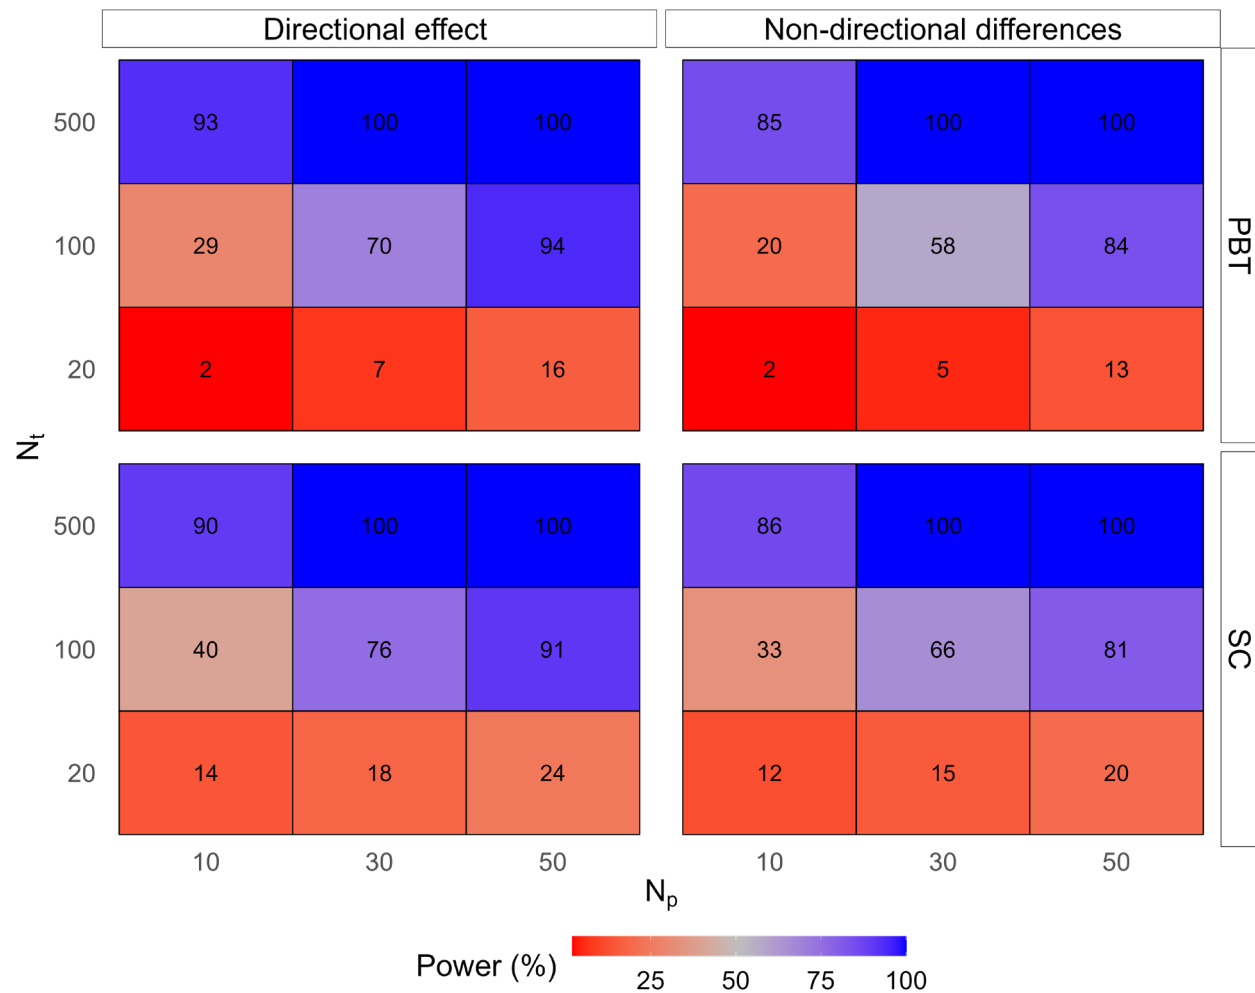 Directional effect Non-directional differences
500 93 100 100 85 100 100
100 29 70 94 20 58 84
PBT
20 2 7 16 2 5 13
N_t
500 90 100 100 86 100 100
100 40 76 91 33 66 81
SC
20 14 18 24 12 15 20
10 30 50 10 30 50
N_p
Power (%)
25 50 75 100